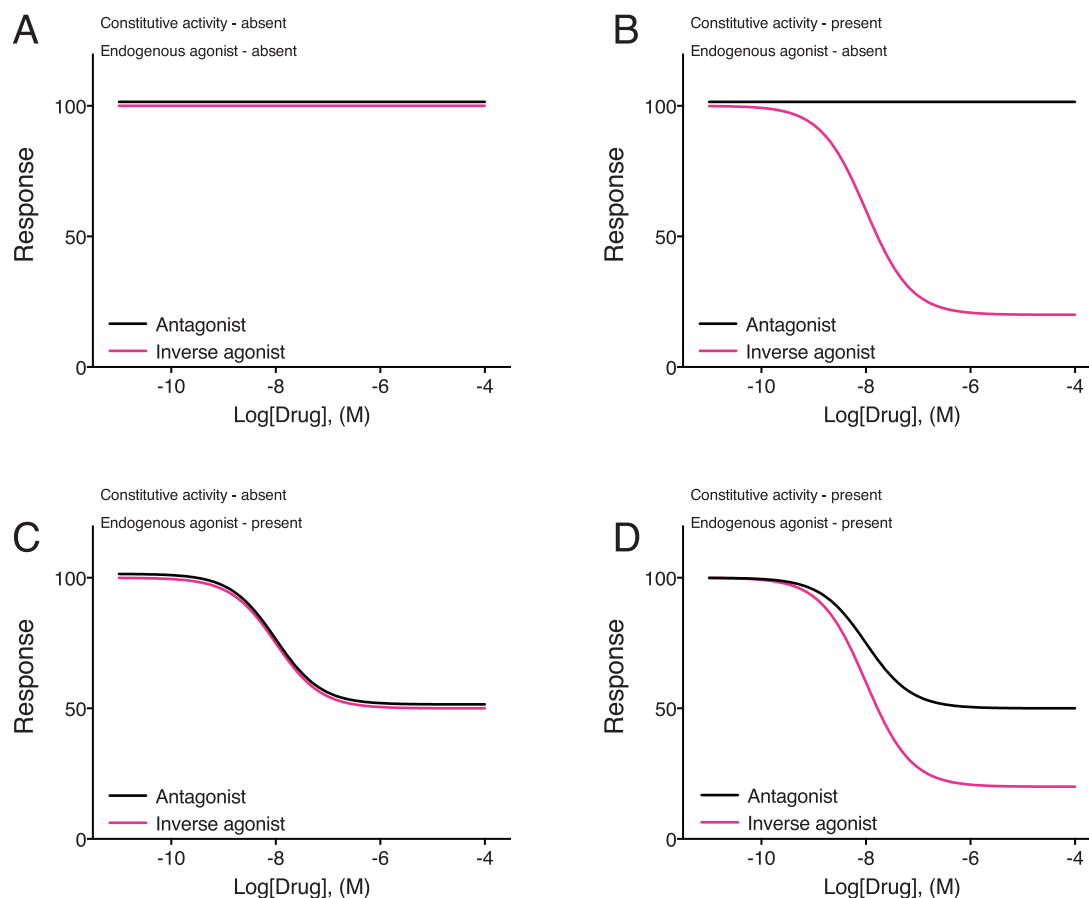 A
Constitutive activity - absent
Endogenous agonist - absent
100
50
0
Response
Antagonist
Inverse agonist
-10 -8 -6 -4
Log[Drug], (M)
B
Constitutive activity - present
Endogenous agonist - absent
100
50
0
Response
Antagonist
Inverse agonist
-10 -8 -6 -4
Log[Drug], (M)
C
Constitutive activity - absent
Endogenous agonist - present
100
50
0
Response
Antagonist
Inverse agonist
-10 -8 -6 -4
Log[Drug], (M)
D
Constitutive activity - present
Endogenous agonist - present
100
50
0
Response
Antagonist
Inverse agonist
-10 -8 -6 -4
Log[Drug], (M)